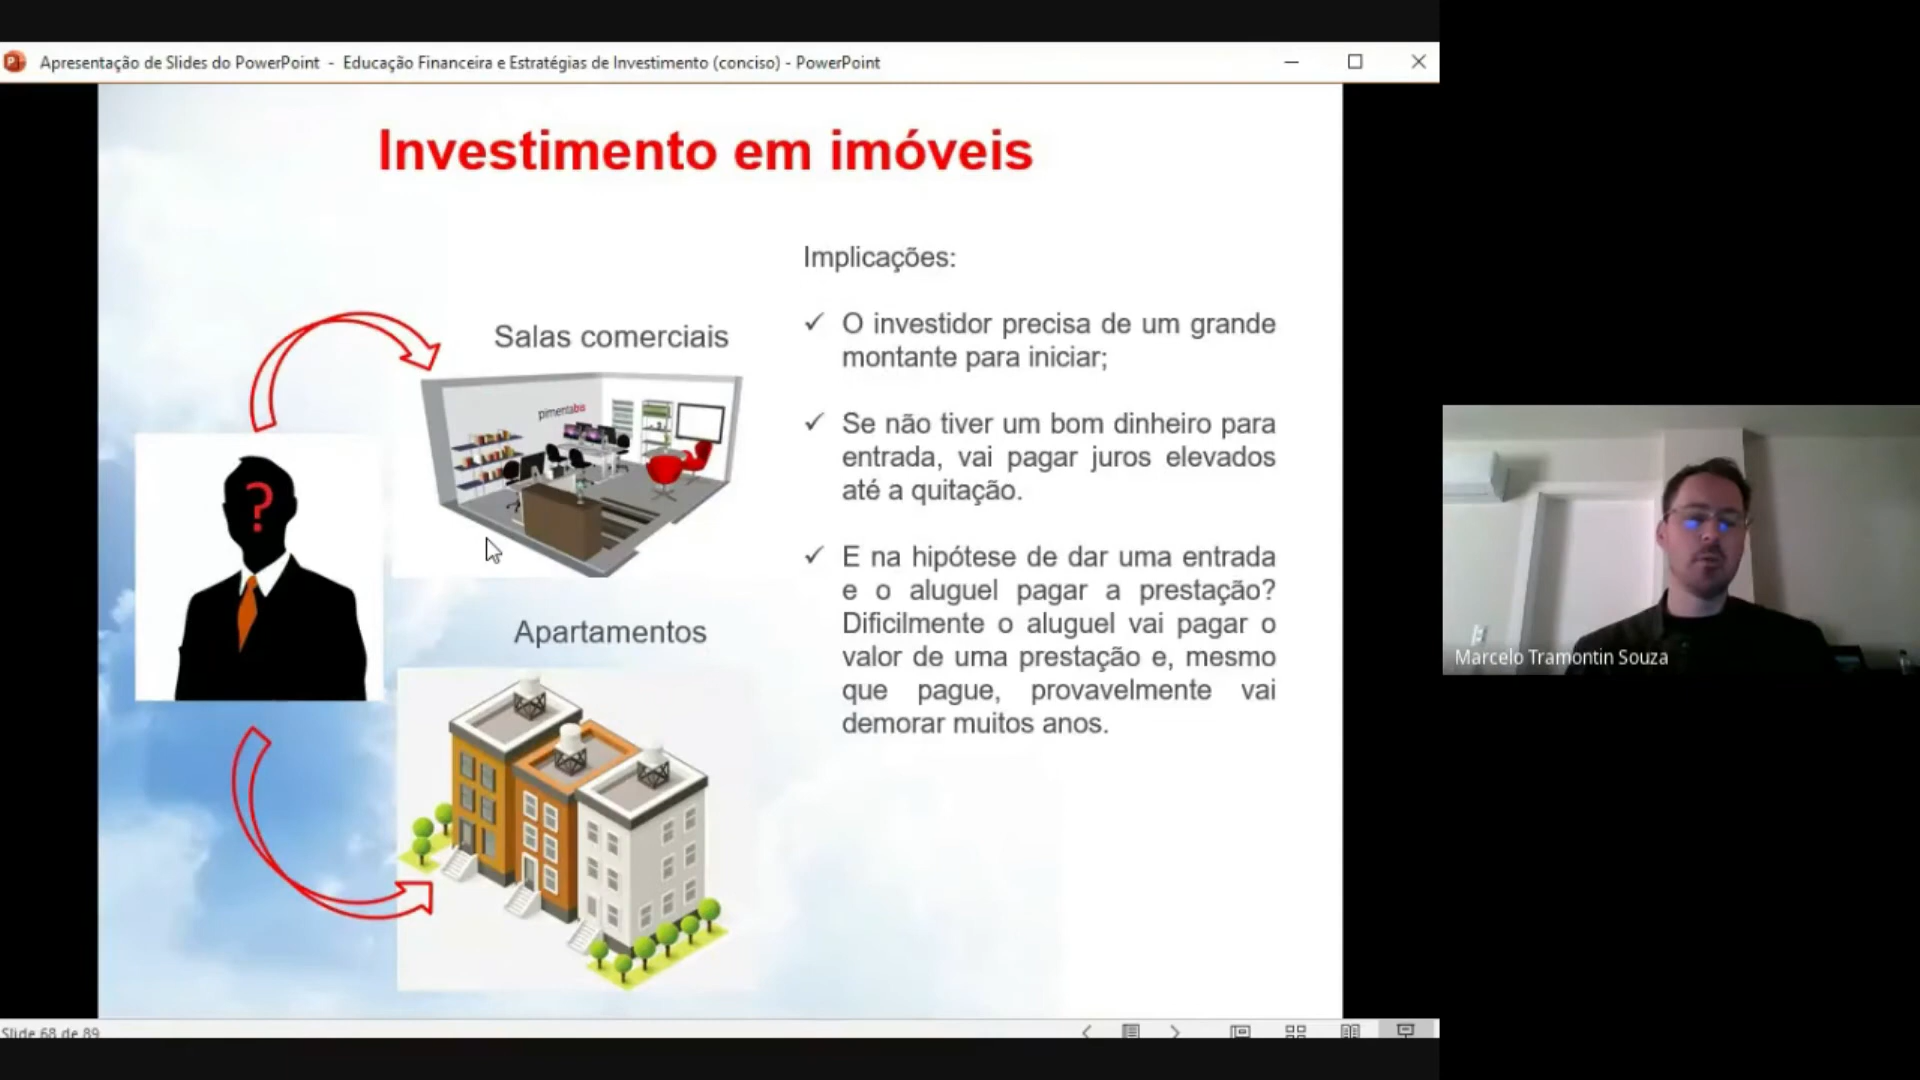 Apresentação de Slides do PowerPoint - Educação Financeira e Estratégias de Investimento (conciso) - PowerPoint
Investimento em imóveis
Salas comerciais
pimentabis
?
Apartamentos
Implicações:
✓ O investidor precisa de um grande
montante para iniciar;
✓ Se não tiver um bom dinheiro para
entrada, vai pagar juros elevados
até a quitação.
✓ E na hipótese de dar uma entrada
e o aluguel pagar a prestação?
Dificilmente o aluguel vai pagar o
valor de uma prestação e, mesmo
que pague, provavelmente vai
demorar muitos anos.
Marcelo Tramontin Souza
Slide 68 de 89